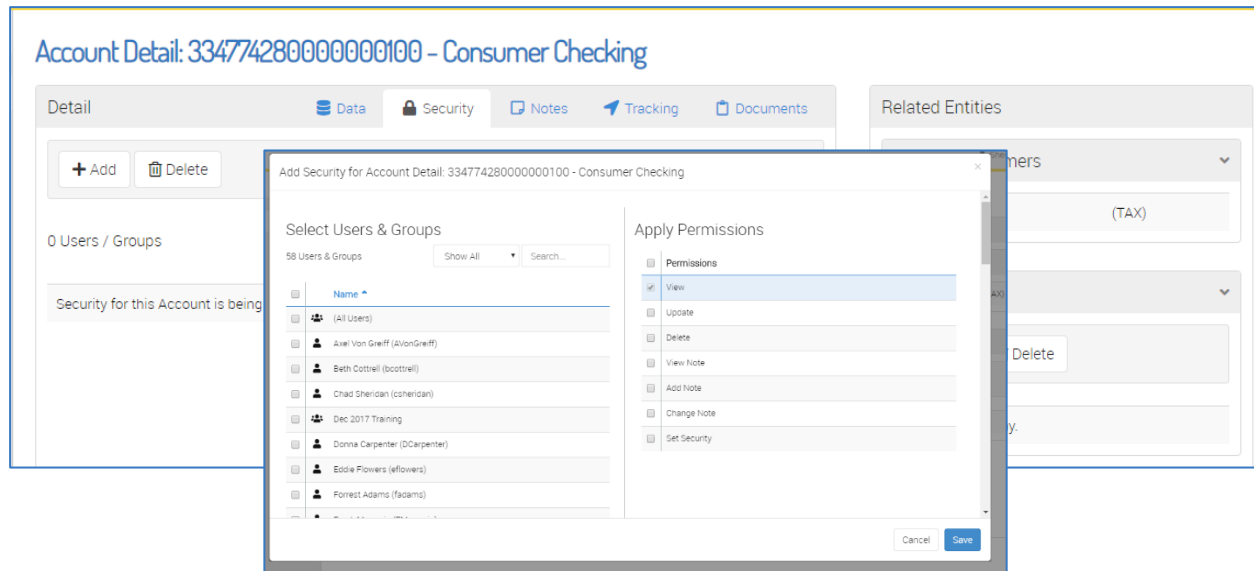 Account Detail: 334774280000000100 - Consumer Checking
Detail
Data
Security
Notes
Tracking
Documents
Related Entities
Add
Delete
0 Users / Groups
Security for this Account is being
mers
(TAX)
Delete
y.
Add Security for Account Detail: 334774280000000100 - Consumer Checking
Select Users & Groups
58 Users & Groups
Show All
Search...
Name
(All Users)
Axel Von Greiff (AVonGreiff)
Beth Cottrell (bcottrell)
Chad Sheridan (csheridan)
Dec 2017 Training
Donna Carpenter (DCarpenter)
Eddie Flowers (eflowers)
Forrest Adams (fadams)
Apply Permissions
Permissions
View
Update
Delete
View Note
Add Note
Change Note
Set Security
Cancel
Save